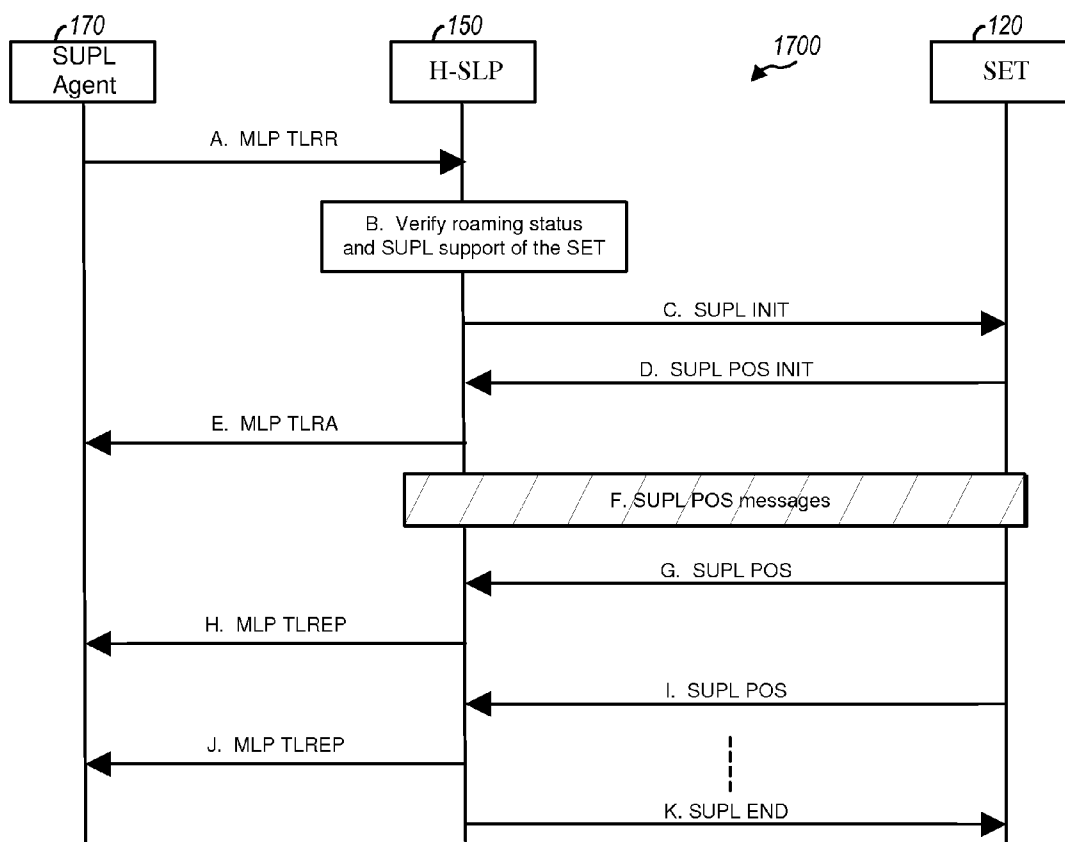 170
150
1700
120
SUPL
Agent
H-SLP
SET
A. MLP TLRR
B. Verify roaming status
and SUPL support of the SET
C. SUPL INIT
D. SUPL POS INIT
E. MLP TLRA
F. SUPL POS messages
G. SUPL POS
H. MLP TLREP
I. SUPL POS
J. MLP TLREP
K. SUPL END